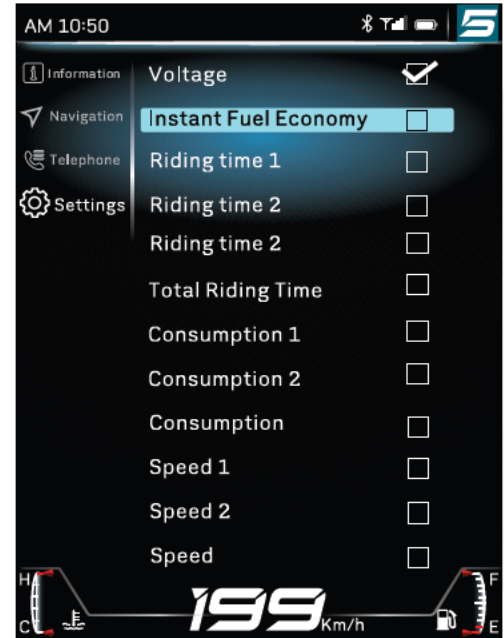 AM 10:50
S
Information
Navigation
Telephone
Settings
Voltage
Instant Fuel Economy
Riding time 1
Riding time 2
Riding time 2
Total Riding Time
Consumption 1
Consumption 2
Consumption
Speed 1
Speed 2
Speed
H
C
199 Km/h
F
E